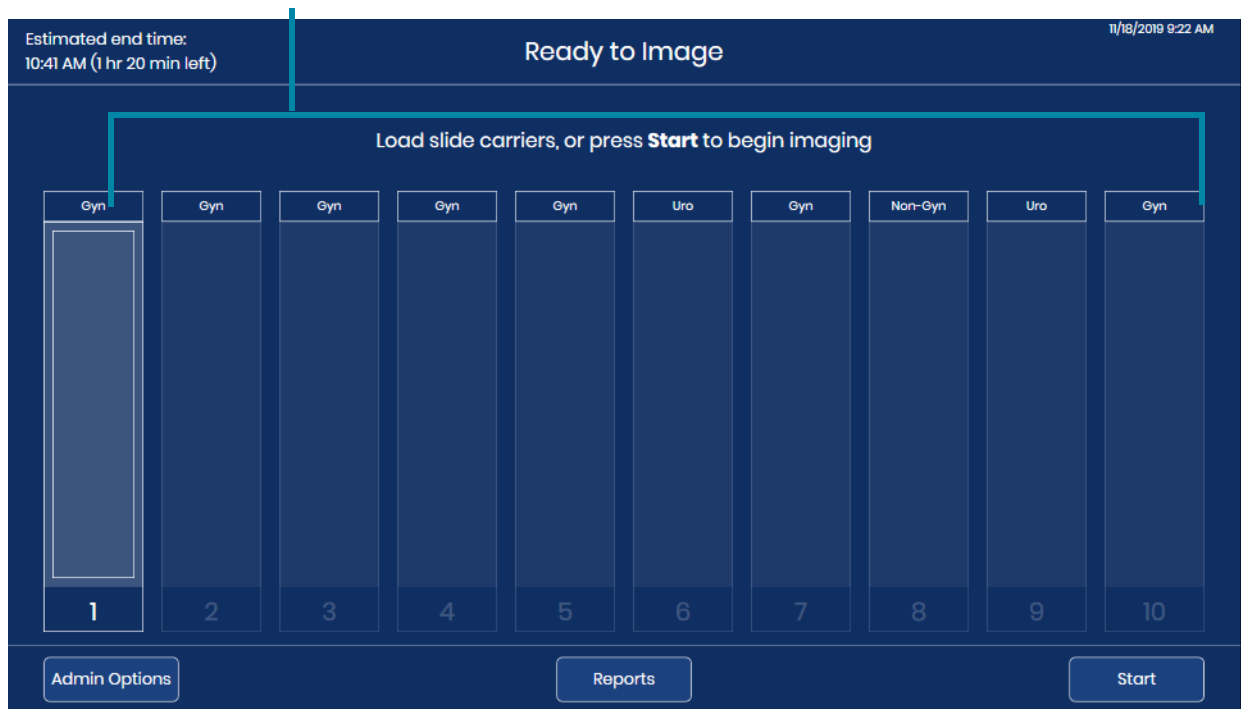 Estimated end time:
10:41 AM (1 hr 20 min left)
Ready to Image
11/18/2019 9:22 AM
Load slide carriers, or press Start to begin imaging
Gyn Gyn Gyn Gyn Gyn Uro Gyn Non-Gyn Uro Gyn
1 2 3 4 5 6 7 8 9 10
Admin Options Reports Start